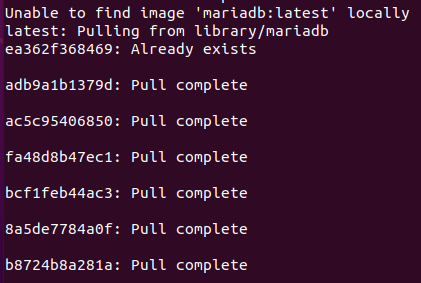 Unable to find image 'mariadb:latest' locally
latest: Pulling from library/mariadb
ea362f368469: Already exists
adb9a1b1379d: Pull complete
ac5c95406850: Pull complete
fa48d8b47ec1: Pull complete
bcf1feb44ac3: Pull complete
8a5de7784a0f: Pull complete
b8724b8a281a: Pull complete